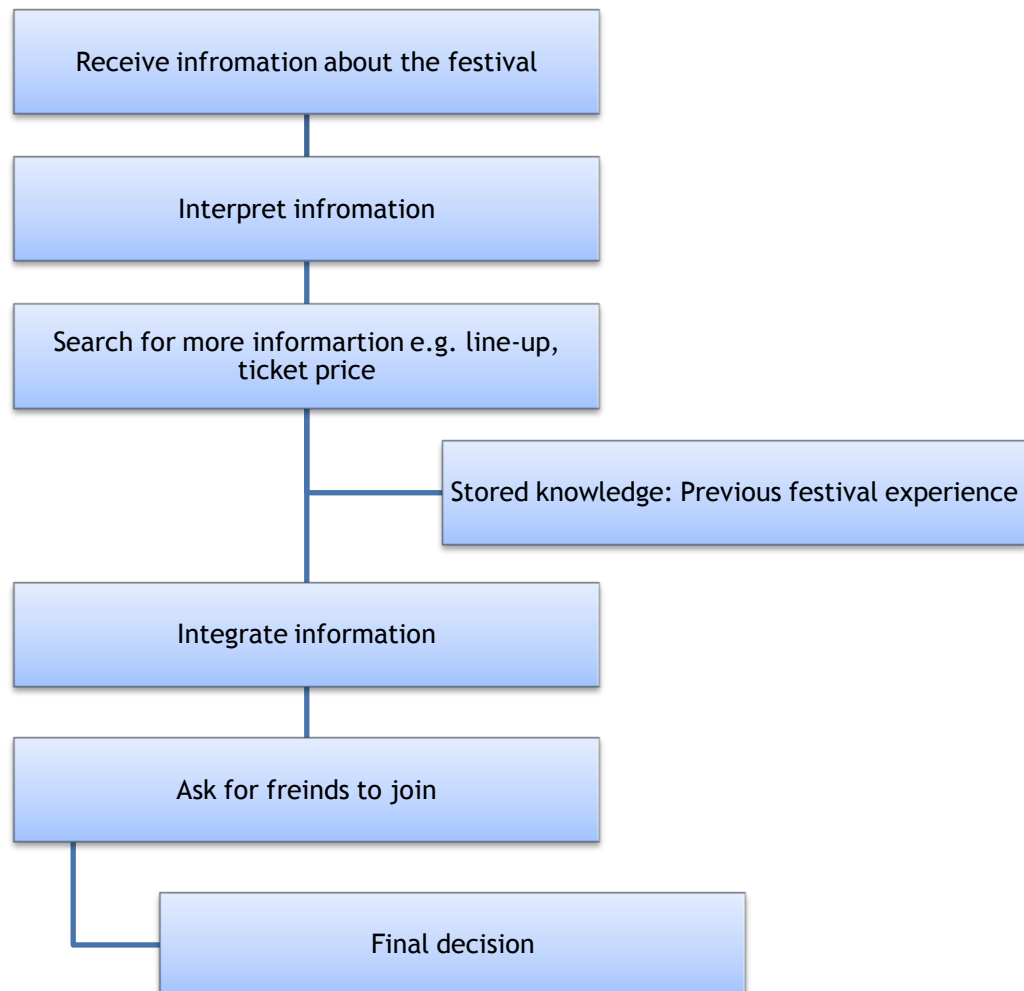 Receive infromation about the festival
Interpret infromation
Search for more informartion e.g. line-up,
ticket price
Stored knowledge: Previous festival experience
Integrate information
Ask for freinds to join
Final decision